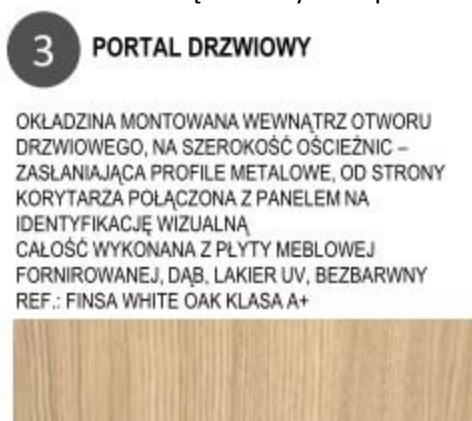 3 PORTAL DRZWIOWY
OKŁADZINA MONTOWANA WEWNĄTRZ OTWORU
DRZWIOWEGO, NA SZEROKOŚĆ OŚCIEŻNIC –
ZASŁANIAJĄCA PROFILE METALOWE, OD STRONY
KORYTARZA POŁĄCZONA Z PANELEM NA
IDENTYFIKACJĘ WIZUALNĄ
CAŁOŚĆ WYKONANA Z PŁYTY MEBLOWEJ
FORNIROWANEJ, DĄB, LAKIER UV, BEZBARWNY
REF.: FINSA WHITE OAK KLASA A+